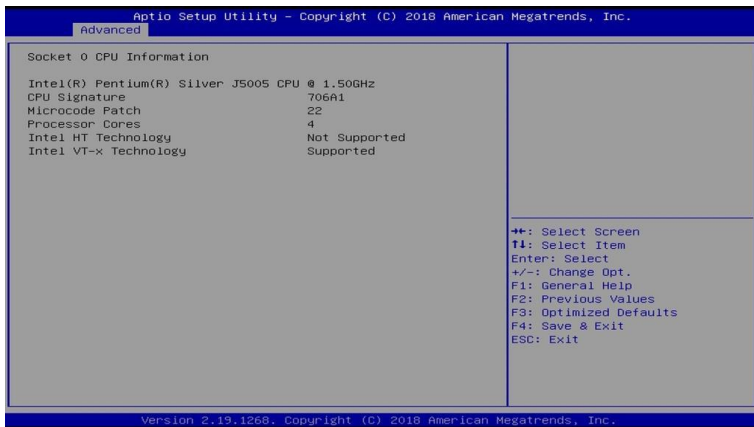 Aptio Setup Utility – Copyright (C) 2018 American Megatrends, Inc.
Advanced
Socket 0 CPU Information
Intel(R) Pentium(R) Silver J5005 CPU @ 1.50GHz
CPU Signature 706A1
Microcode Patch 22
Processor Cores 4
Intel HT Technology Not Supported
Intel VT-x Technology Supported
→←: Select Screen
↑↓: Select Item
Enter: Select
+/-: Change Opt.
F1: General Help
F2: Previous Values
F3: Optimized Defaults
F4: Save & Exit
ESC: Exit
Version 2.19.1268. Copyright (C) 2018 American Megatrends, Inc.